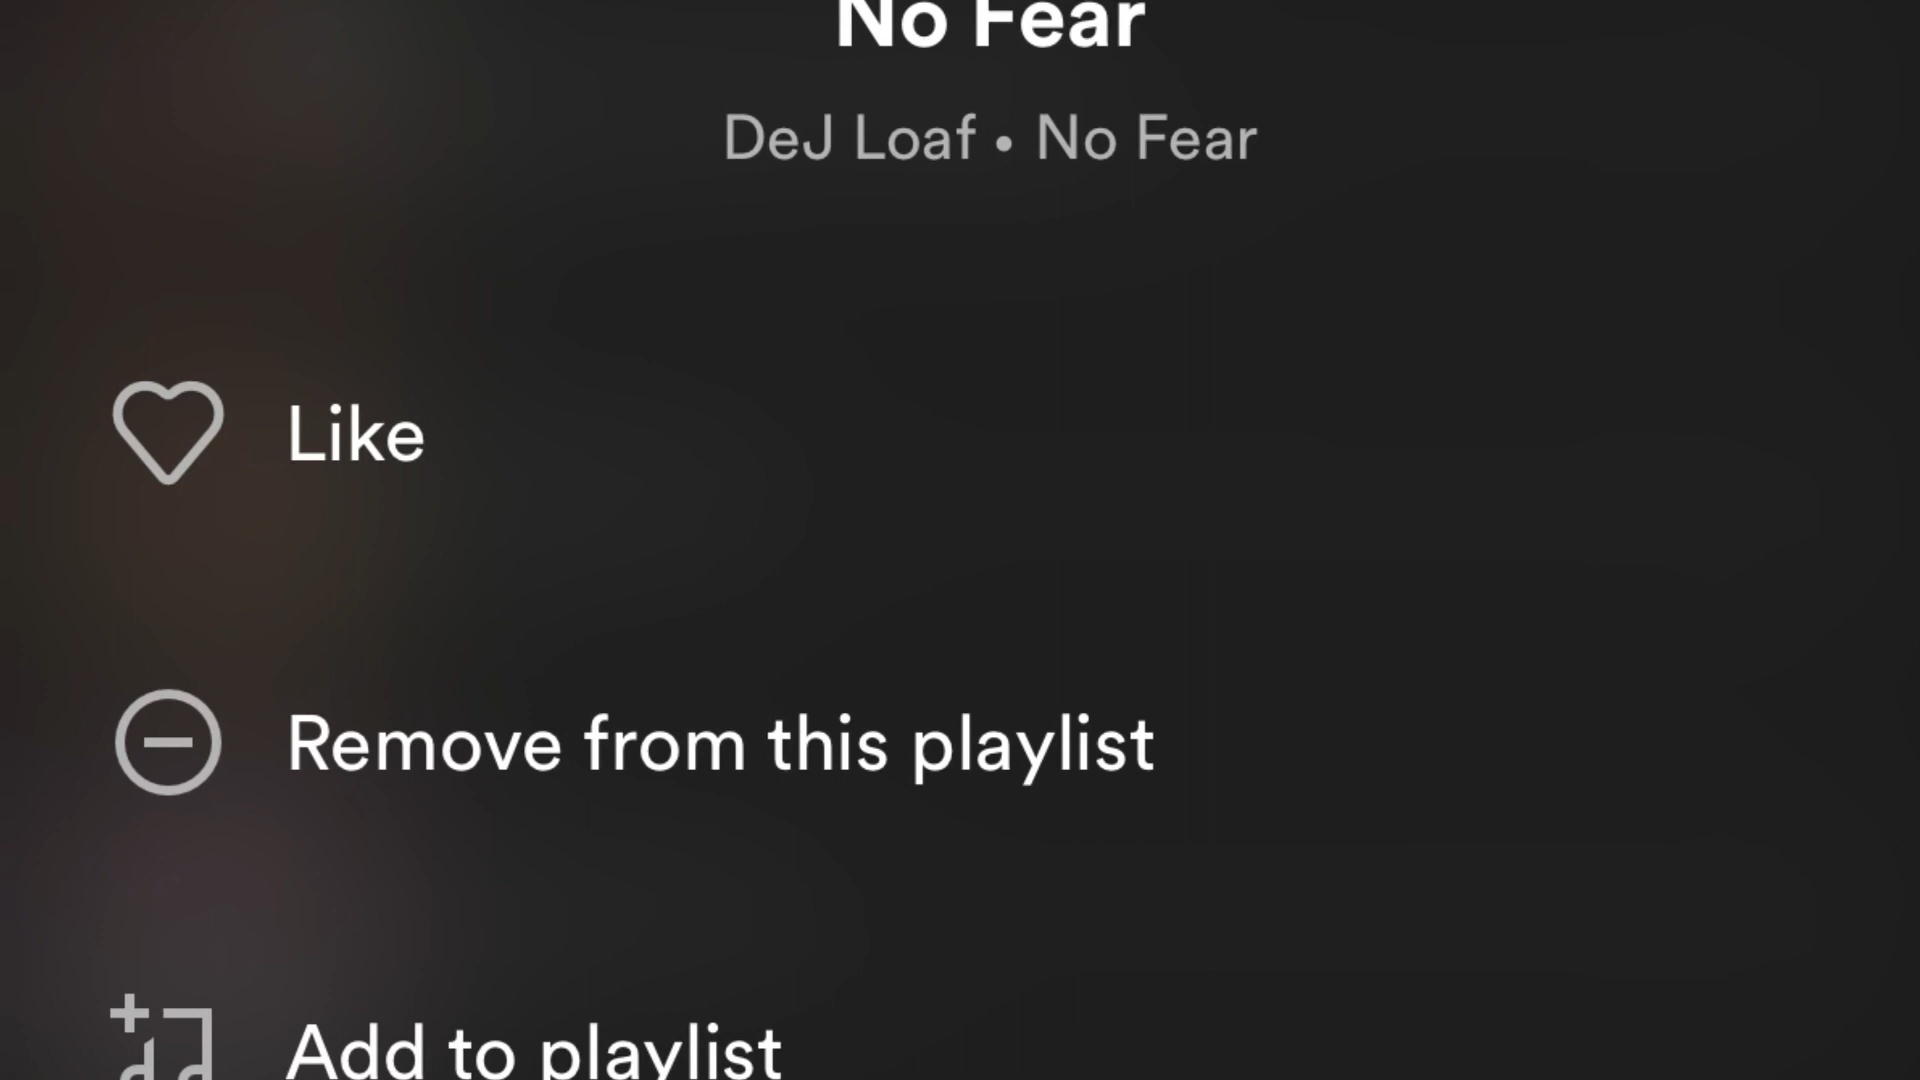 No Fear
DeJ Loaf • No Fear
Like
Remove from this playlist
Add to playlist